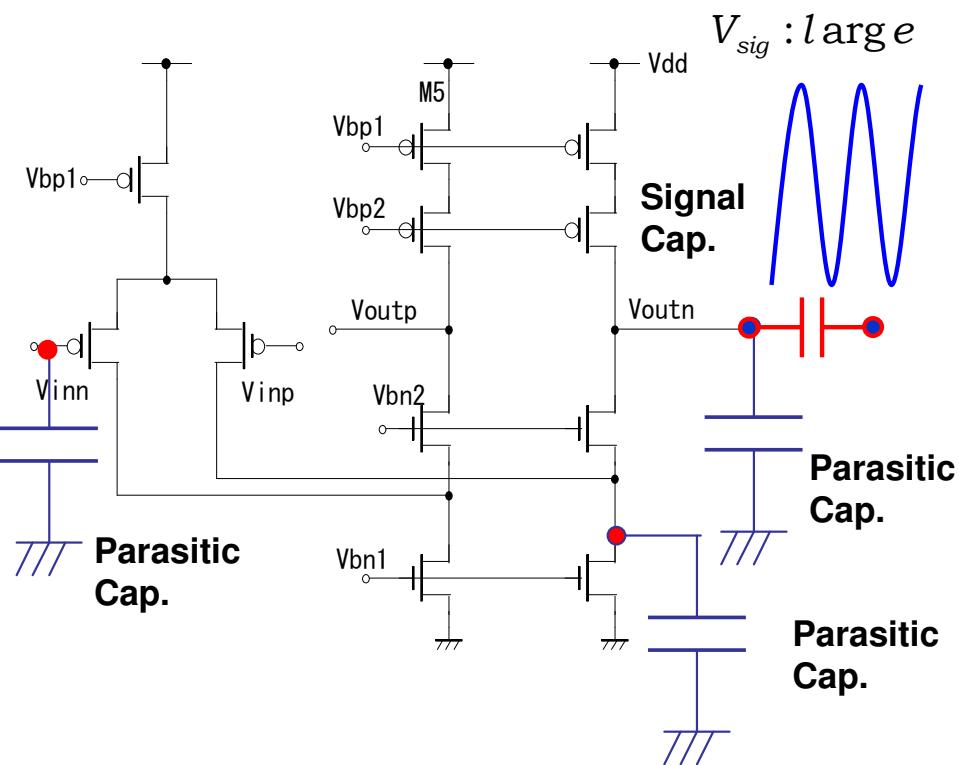 V_sig : large
Vdd
M5
Vbp1
Vbp1
Vbp2
Signal
Cap.
Voutp
Voutn
Vinn
Vinp
Vbn2
Parasitic
Cap.
Parasitic
Cap.
Vbn1
Parasitic
Cap.